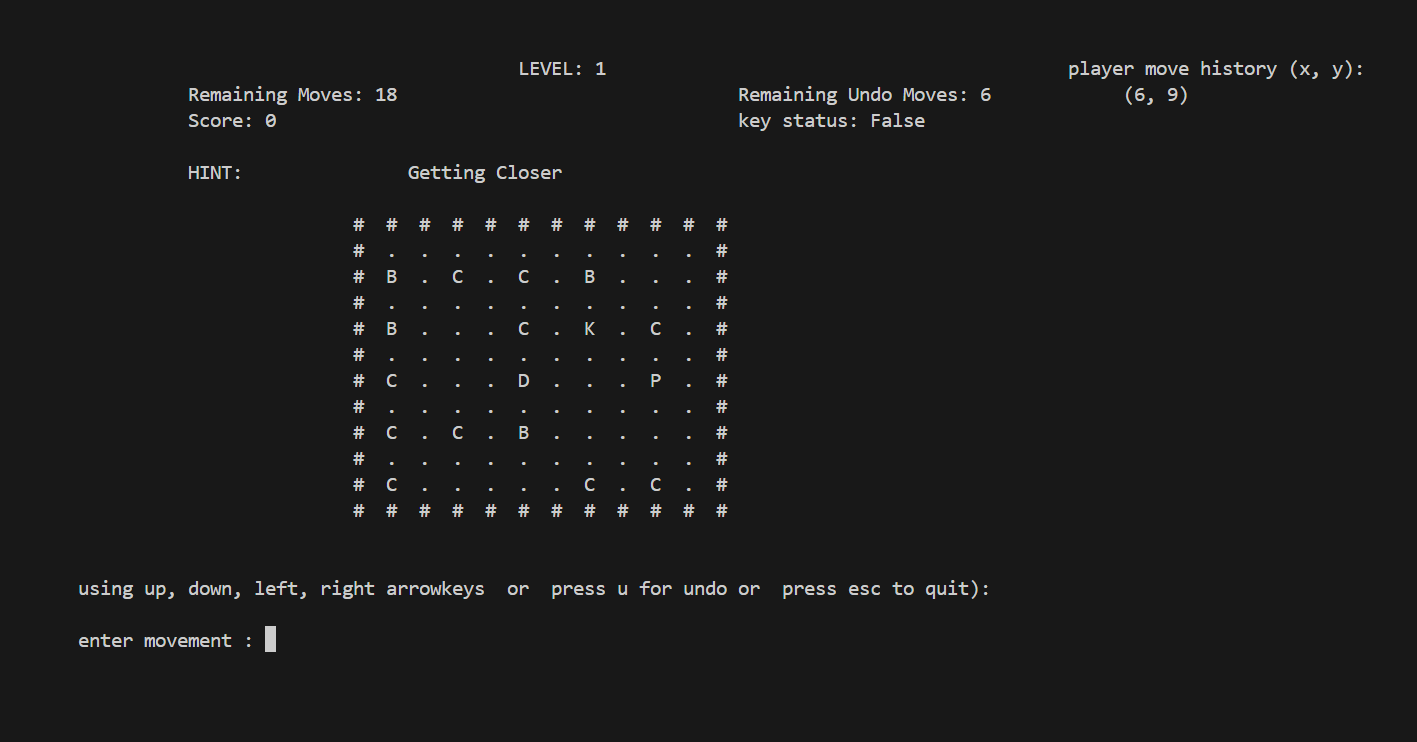 LEVEL: 1 player move history (x, y):
Remaining Moves: 18 Remaining Undo Moves: 6 (6, 9)
Score: 0 key status: False
HINT: Getting Closer
# # # # # # # # # # # #
# . . . . . . . . . . #
# B . C . C . B . . . #
# . . . . . . . . . . #
# B . . . C . K . C . #
# . . . . . . . . . . #
# C . . . D . . . P . #
# . . . . . . . . . . #
# C . C . B . . . . . #
# . . . . . . . . . . #
# C . . . . . C . C . #
# # # # # # # # # # # #
using up, down, left, right arrowkeys or press u for undo or press esc to quit):
enter movement :